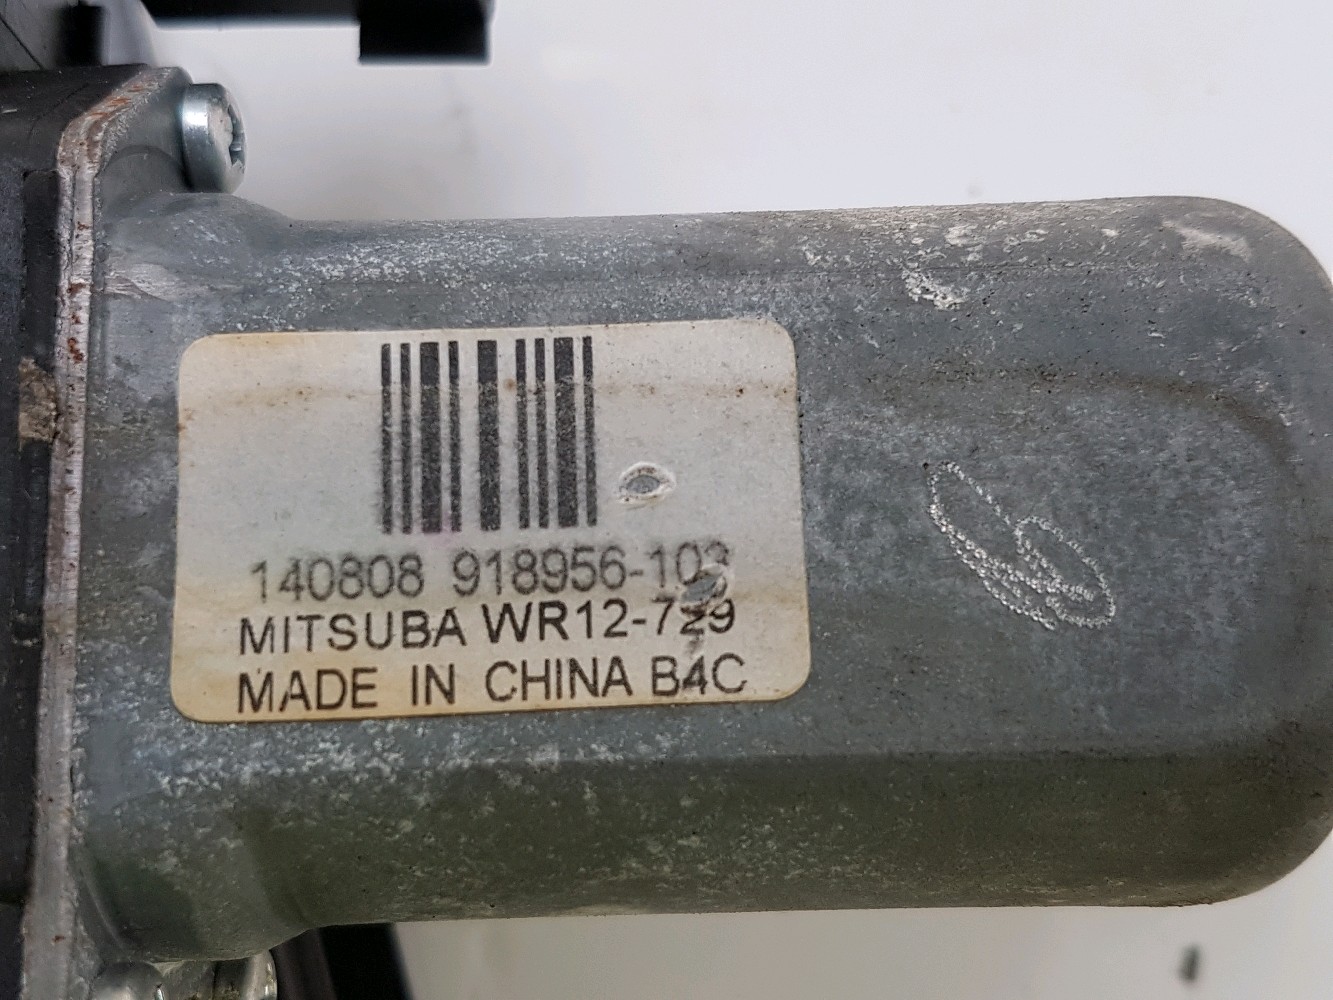 140808 918956-103
MITSUBA WR12-729
MADE IN CHINA B4C